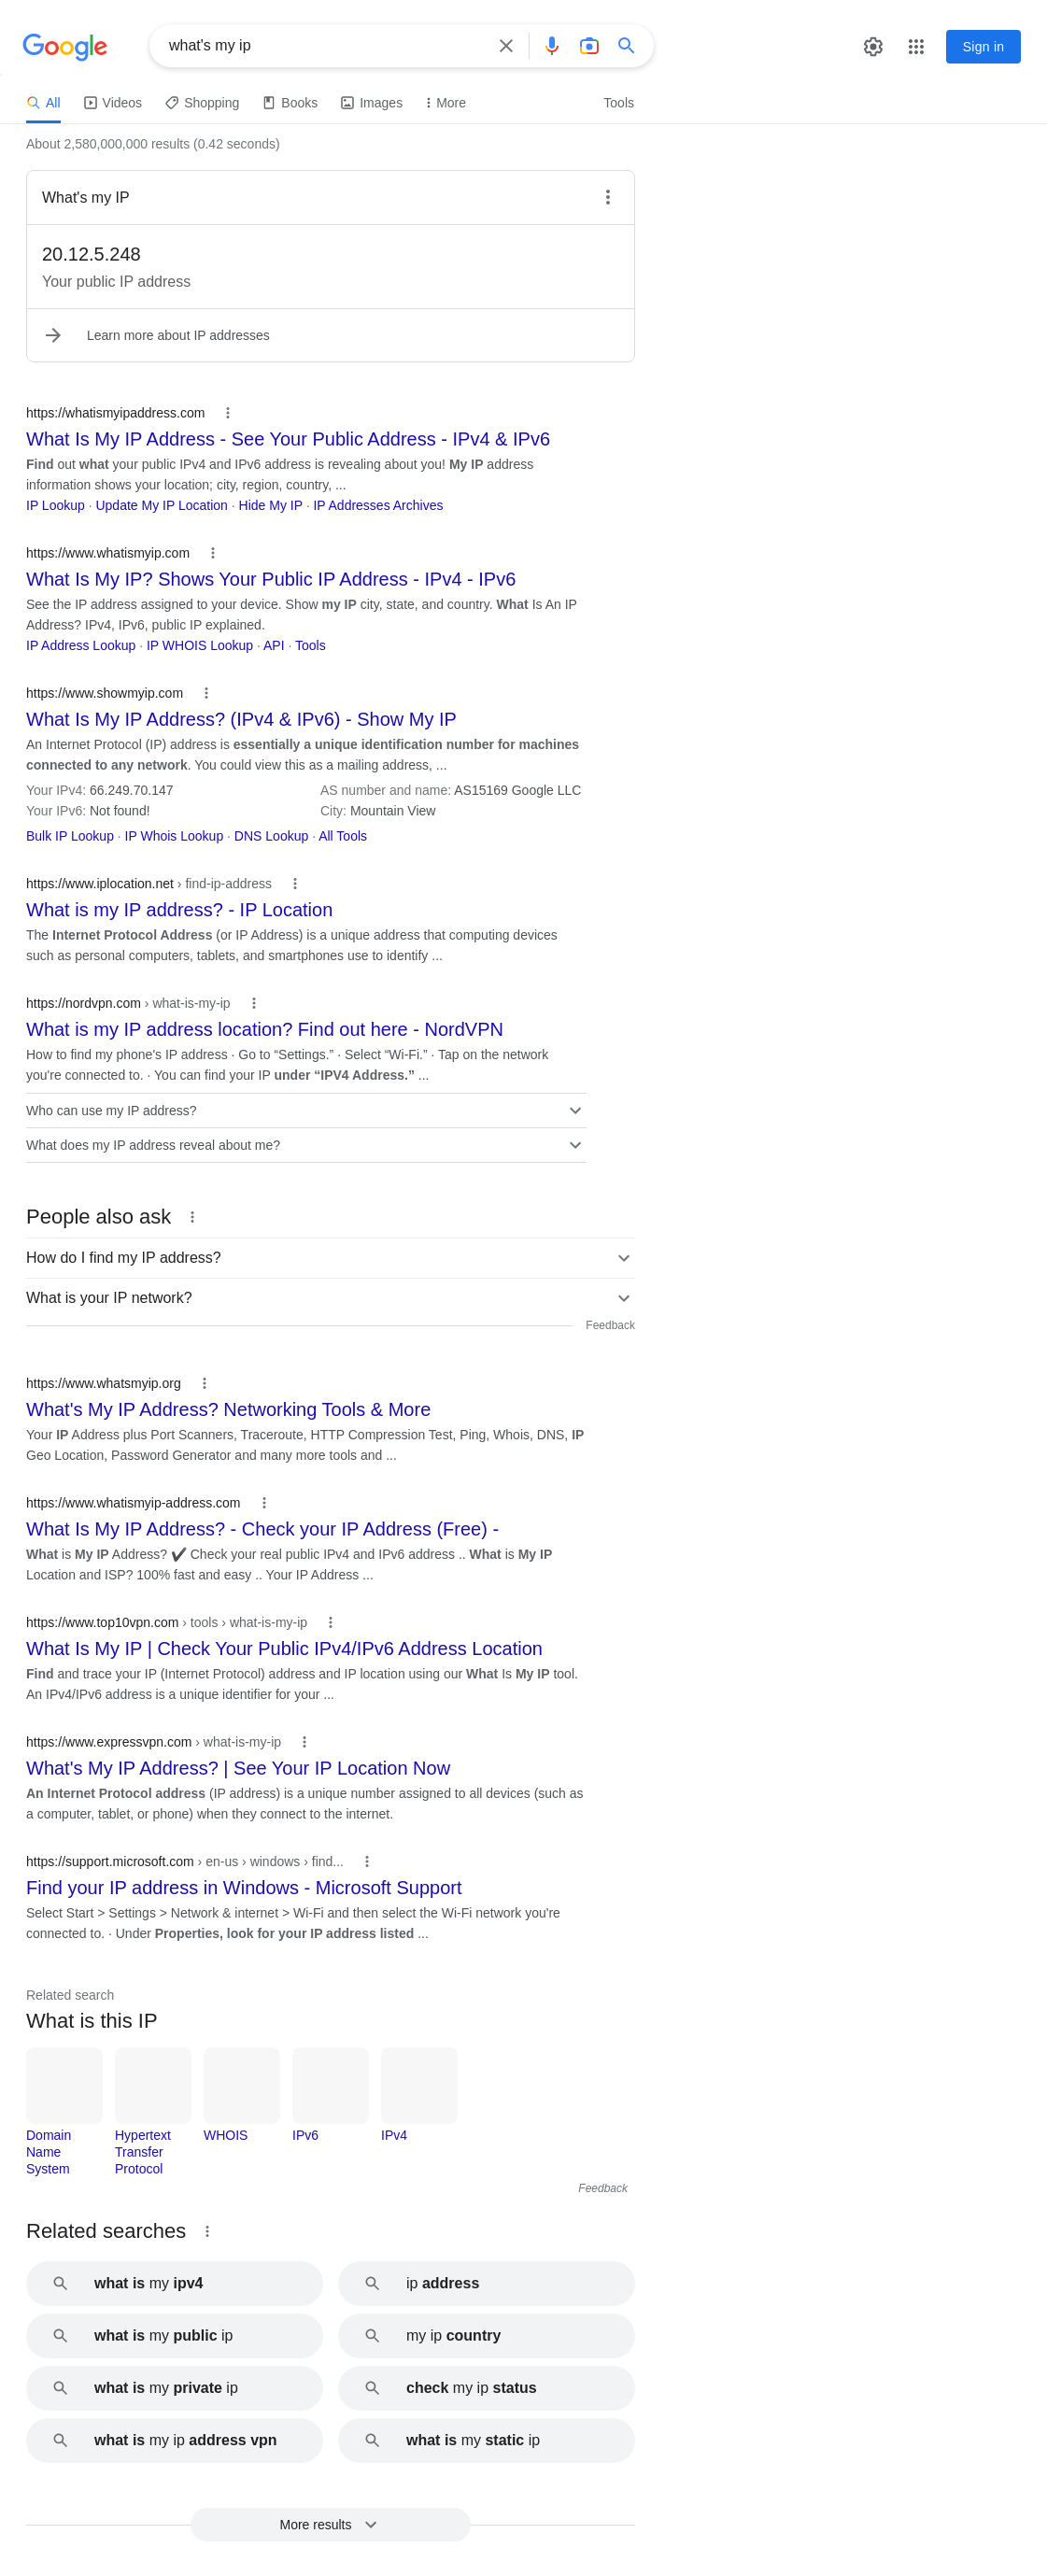 Google
what's my ip
Sign in
All
Videos
Shopping
Books
Images
More
Tools
About 2,580,000,000 results (0.42 seconds)
What's my IP
20.12.5.248
Your public IP address
Learn more about IP addresses
https://whatismyipaddress.com
What Is My IP Address - See Your Public Address - IPv4 & IPv6
Find out what your public IPv4 and IPv6 address is revealing about you! My IP address
information shows your location; city, region, country, ...
IP Lookup · Update My IP Location · Hide My IP · IP Addresses Archives
https://www.whatismyip.com
What Is My IP? Shows Your Public IP Address - IPv4 - IPv6
See the IP address assigned to your device. Show my IP city, state, and country. What Is An IP
Address? IPv4, IPv6, public IP explained.
IP Address Lookup · IP WHOIS Lookup · API · Tools
https://www.showmyip.com
What Is My IP Address? (IPv4 & IPv6) - Show My IP
An Internet Protocol (IP) address is essentially a unique identification number for machines
connected to any network. You could view this as a mailing address, ...
Your IPv4: 66.249.70.147
AS number and name: AS15169 Google LLC
Your IPv6: Not found!
City: Mountain View
Bulk IP Lookup · IP Whois Lookup · DNS Lookup · All Tools
https://www.iplocation.net › find-ip-address
What is my IP address? - IP Location
The Internet Protocol Address (or IP Address) is a unique address that computing devices
such as personal computers, tablets, and smartphones use to identify ...
https://nordvpn.com › what-is-my-ip
What is my IP address location? Find out here - NordVPN
How to find my phone's IP address · Go to “Settings.” · Select “Wi-Fi.” · Tap on the network
you're connected to. · You can find your IP under “IPV4 Address.” ...
Who can use my IP address?
What does my IP address reveal about me?
People also ask
How do I find my IP address?
What is your IP network?
Feedback
https://www.whatsmyip.org
What's My IP Address? Networking Tools & More
Your IP Address plus Port Scanners, Traceroute, HTTP Compression Test, Ping, Whois, DNS, IP
Geo Location, Password Generator and many more tools and ...
https://www.whatismyip-address.com
What Is My IP Address? - Check your IP Address (Free) -
What is My IP Address? ✔️ Check your real public IPv4 and IPv6 address .. What is My IP
Location and ISP? 100% fast and easy .. Your IP Address ...
https://www.top10vpn.com › tools › what-is-my-ip
What Is My IP | Check Your Public IPv4/IPv6 Address Location
Find and trace your IP (Internet Protocol) address and IP location using our What Is My IP tool.
An IPv4/IPv6 address is a unique identifier for your ...
https://www.expressvpn.com › what-is-my-ip
What's My IP Address? | See Your IP Location Now
An Internet Protocol address (IP address) is a unique number assigned to all devices (such as
a computer, tablet, or phone) when they connect to the internet.
https://support.microsoft.com › en-us › windows › find...
Find your IP address in Windows - Microsoft Support
Select Start > Settings > Network & internet > Wi-Fi and then select the Wi-Fi network you're
connected to. · Under Properties, look for your IP address listed ...
Related search
What is this IP
Domain
Name
System
Hypertext
Transfer
Protocol
WHOIS
IPv6
IPv4
Feedback
Related searches
what is my ipv4
ip address
what is my public ip
my ip country
what is my private ip
check my ip status
what is my ip address vpn
what is my static ip
More results